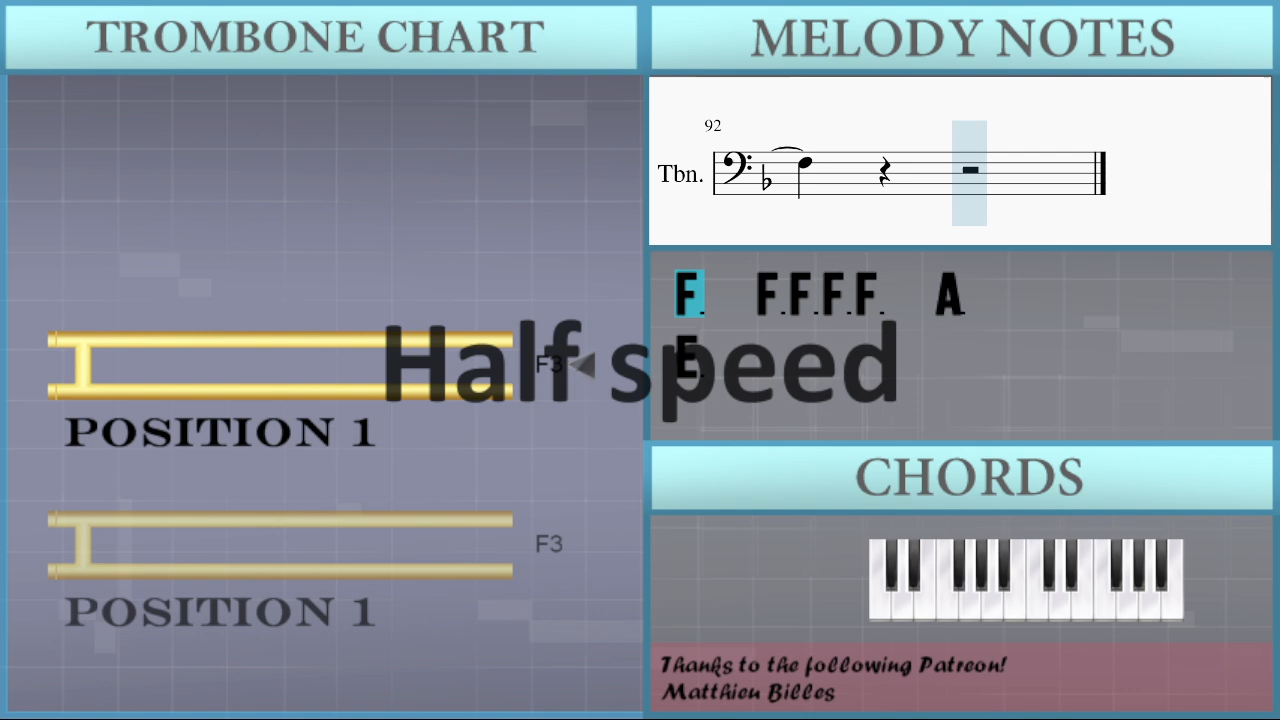 TROMBONE CHART
MELODY NOTES
92
Tbn.
F. F.F.F.F. A.
E.
Half speed
F3
POSITION 1
F3
POSITION 1
CHORDS
Thanks to the following Patreon!
Matthieu Billes